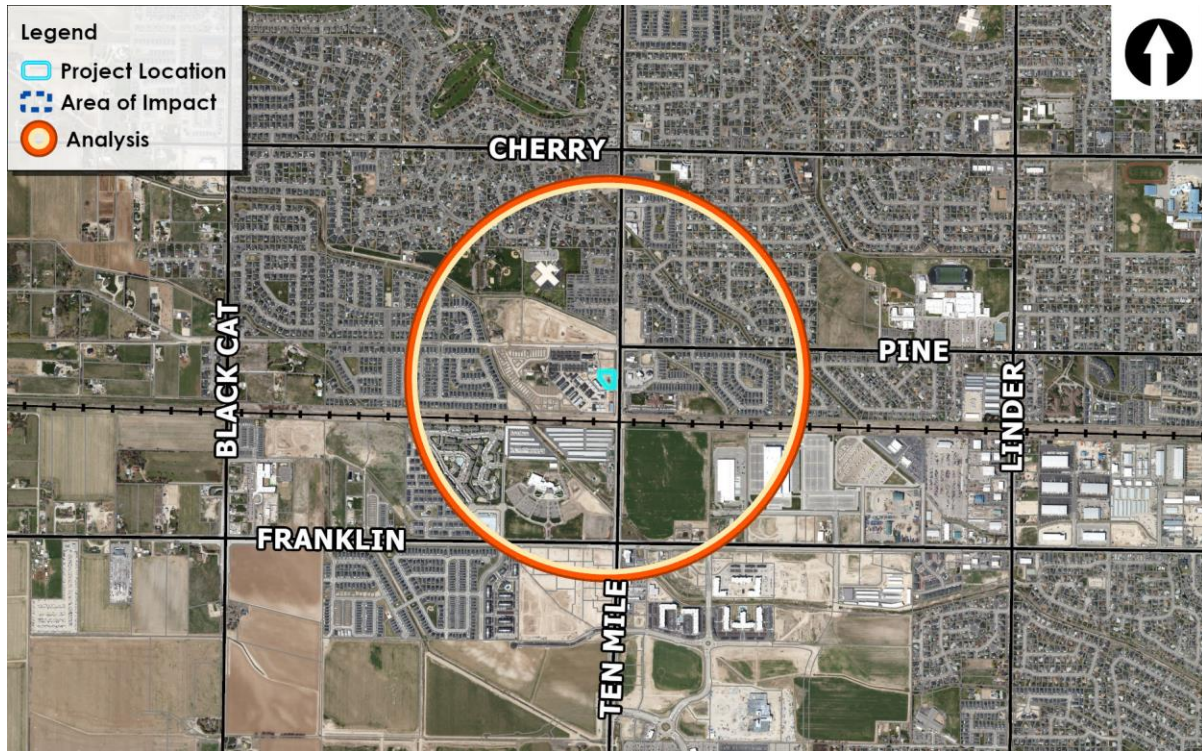 Legend
Project Location
Area of Impact
Analysis
CHERRY
BLACK CAT
PINE
LINDER
FRANKLIN
TEN MILE